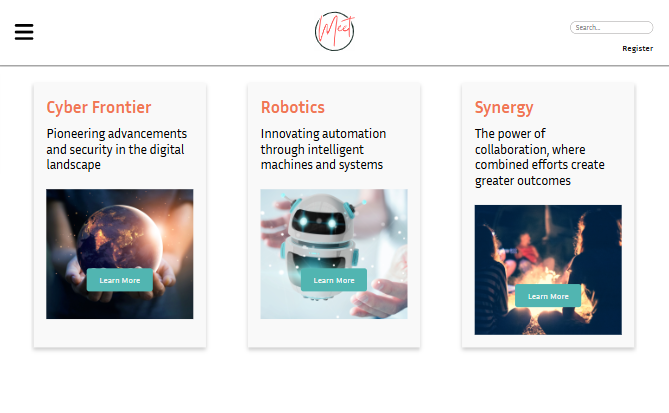 Meet
Search...
Register
Cyber Frontier
Pioneering advancements
and security in the digital
landscape
Learn More
Robotics
Innovating automation
through intelligent
machines and systems
Learn More
Synergy
The power of
collaboration, where
combined efforts create
greater outcomes
Learn More